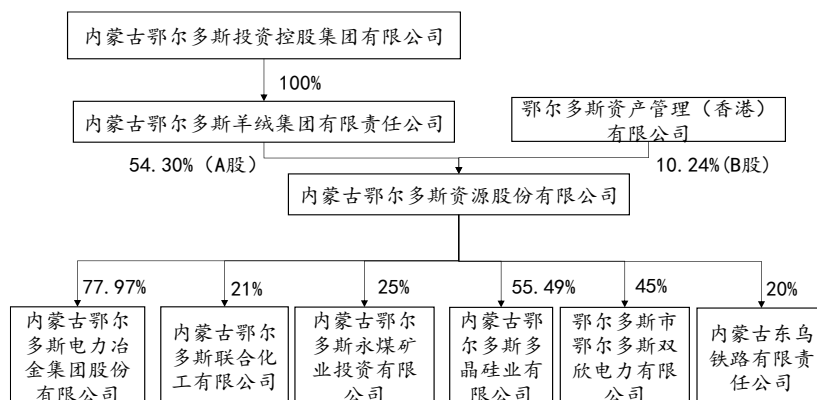 内蒙古鄂尔多斯投资控股集团有限公司
100%
内蒙古鄂尔多斯羊绒集团有限责任公司
鄂尔多斯资产管理（香港）
有限公司
54.30%（A股）
10.24%(B股)
内蒙古鄂尔多斯资源股份有限公司
77.97%
21%
25%
55.49%
45%
20%
内蒙古鄂尔
多斯电力冶
金集团股份
有限公司
内蒙古鄂尔
多斯联合化
工有限公司
内蒙古鄂尔
多斯永煤矿
业投资有限
公司
内蒙古鄂
尔多斯多
晶硅业有
限公司
鄂尔多斯市
鄂尔多斯双
欣电力有限
公司
内蒙古东乌
铁路有限责
任公司